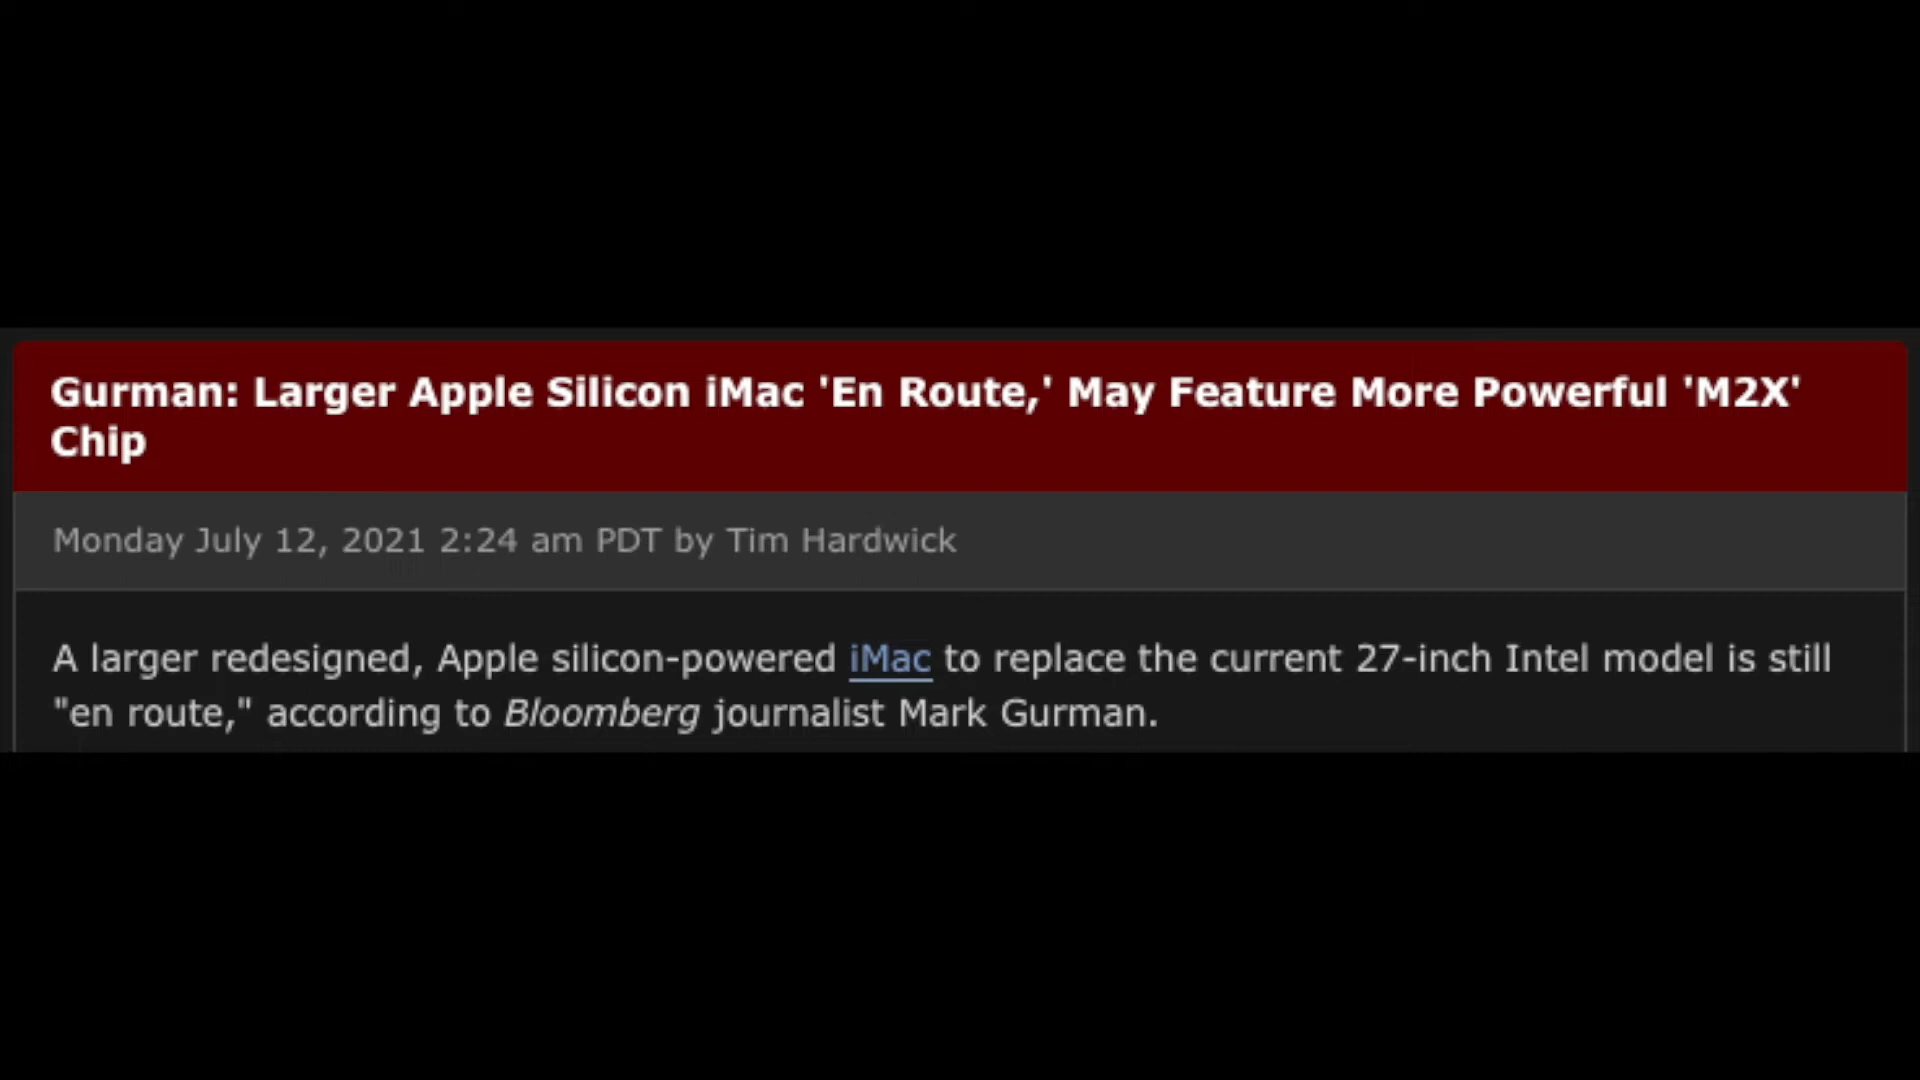 Gurman: Larger Apple Silicon iMac 'En Route,' May Feature More Powerful 'M2X'
Chip
Monday July 12, 2021 2:24 am PDT by Tim Hardwick
A larger redesigned, Apple silicon-powered iMac to replace the current 27-inch Intel model is still
"en route," according to Bloomberg journalist Mark Gurman.